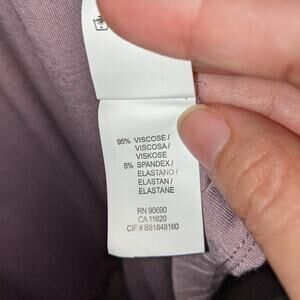 95% VISCOSE /
VISCOSA /
VISKOSE
5% SPANDEX /
ELASTANO /
ELASTAN /
ELASTANE
RN 90690
CA 11620
CIF # B81848160